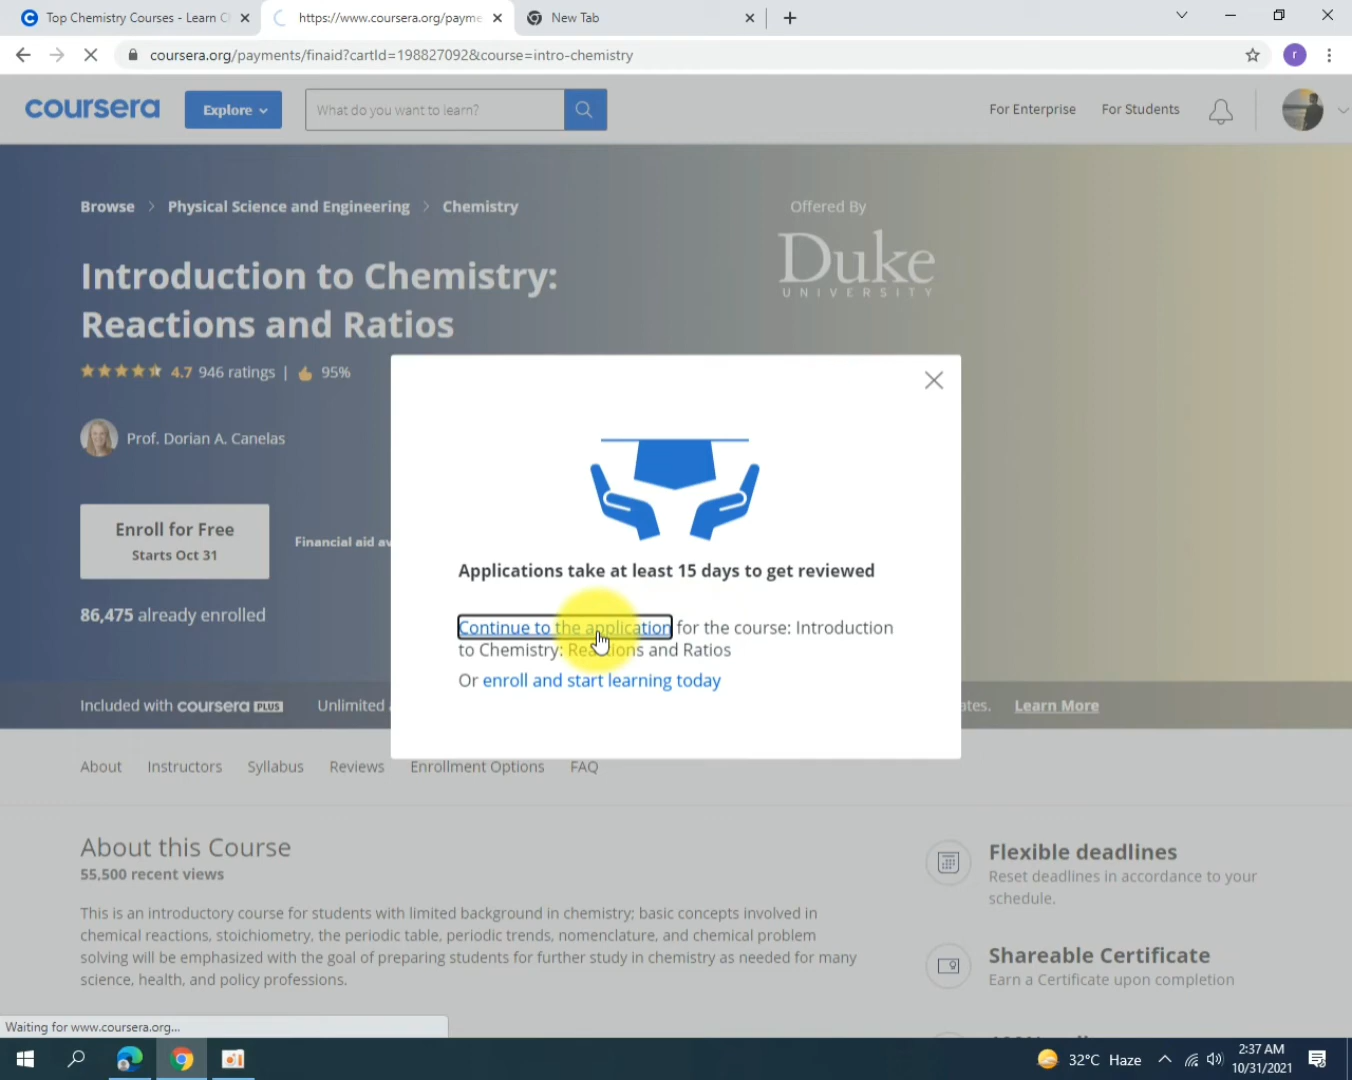 Top Chemistry Courses - Learn C
https://www.coursera.org/payme
New Tab
coursera.org/payments/finaid?cartId=198827092&course=intro-chemistry
r
coursera
Explore
What do you want to learn?
For Enterprise
For Students
Browse > Physical Science and Engineering > Chemistry
Offered By
Duke
UNIVERSITY
Introduction to Chemistry:
Reactions and Ratios
4.7 946 ratings | 95%
Prof. Dorian A. Canelas
Enroll for Free
Starts Oct 31
Financial aid av
86,475 already enrolled
Applications take at least 15 days to get reviewed
Continue to the application for the course: Introduction
to Chemistry: Reactions and Ratios
Or enroll and start learning today
Included with coursera PLUS
Unlimited
ates.
Learn More
About
Instructors
Syllabus
Reviews
Enrollment Options
FAQ
About this Course
55,500 recent views
This is an introductory course for students with limited background in chemistry; basic concepts involved in
chemical reactions, stoichiometry, the periodic table, periodic trends, nomenclature, and chemical problem
solving will be emphasized with the goal of preparing students for further study in chemistry as needed for many
science, health, and policy professions.
Flexible deadlines
Reset deadlines in accordance to your
schedule.
Shareable Certificate
Earn a Certificate upon completion
Waiting for www.coursera.org...
32°C Haze
2:37 AM
10/31/2021